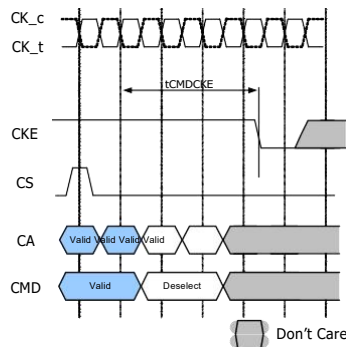 CK_c
CK_t
tCMDCKE
CKE
CS
CA Valid Valid Valid Valid
CMD Valid Deselect
Don't Care